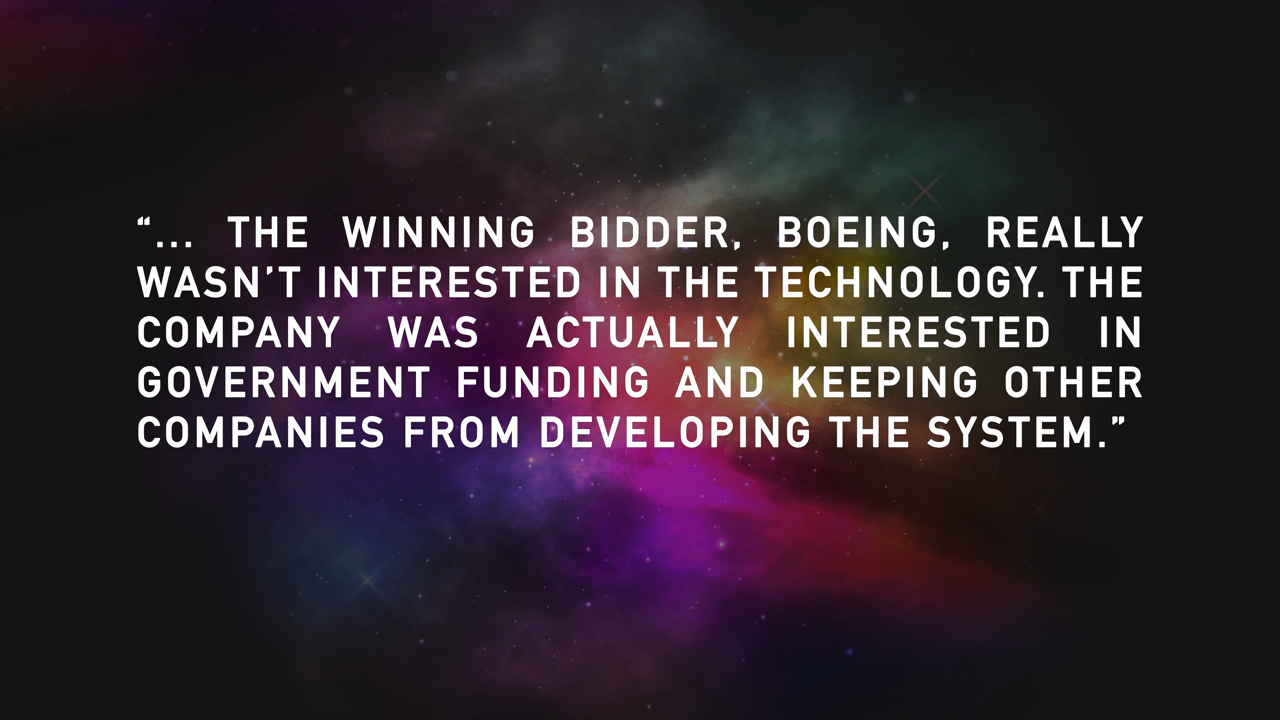 “... THE WINNING BIDDER, BOEING, REALLY
WASN’T INTERESTED IN THE TECHNOLOGY. THE
COMPANY WAS ACTUALLY INTERESTED IN
GOVERNMENT FUNDING AND KEEPING OTHER
COMPANIES FROM DEVELOPING THE SYSTEM.”